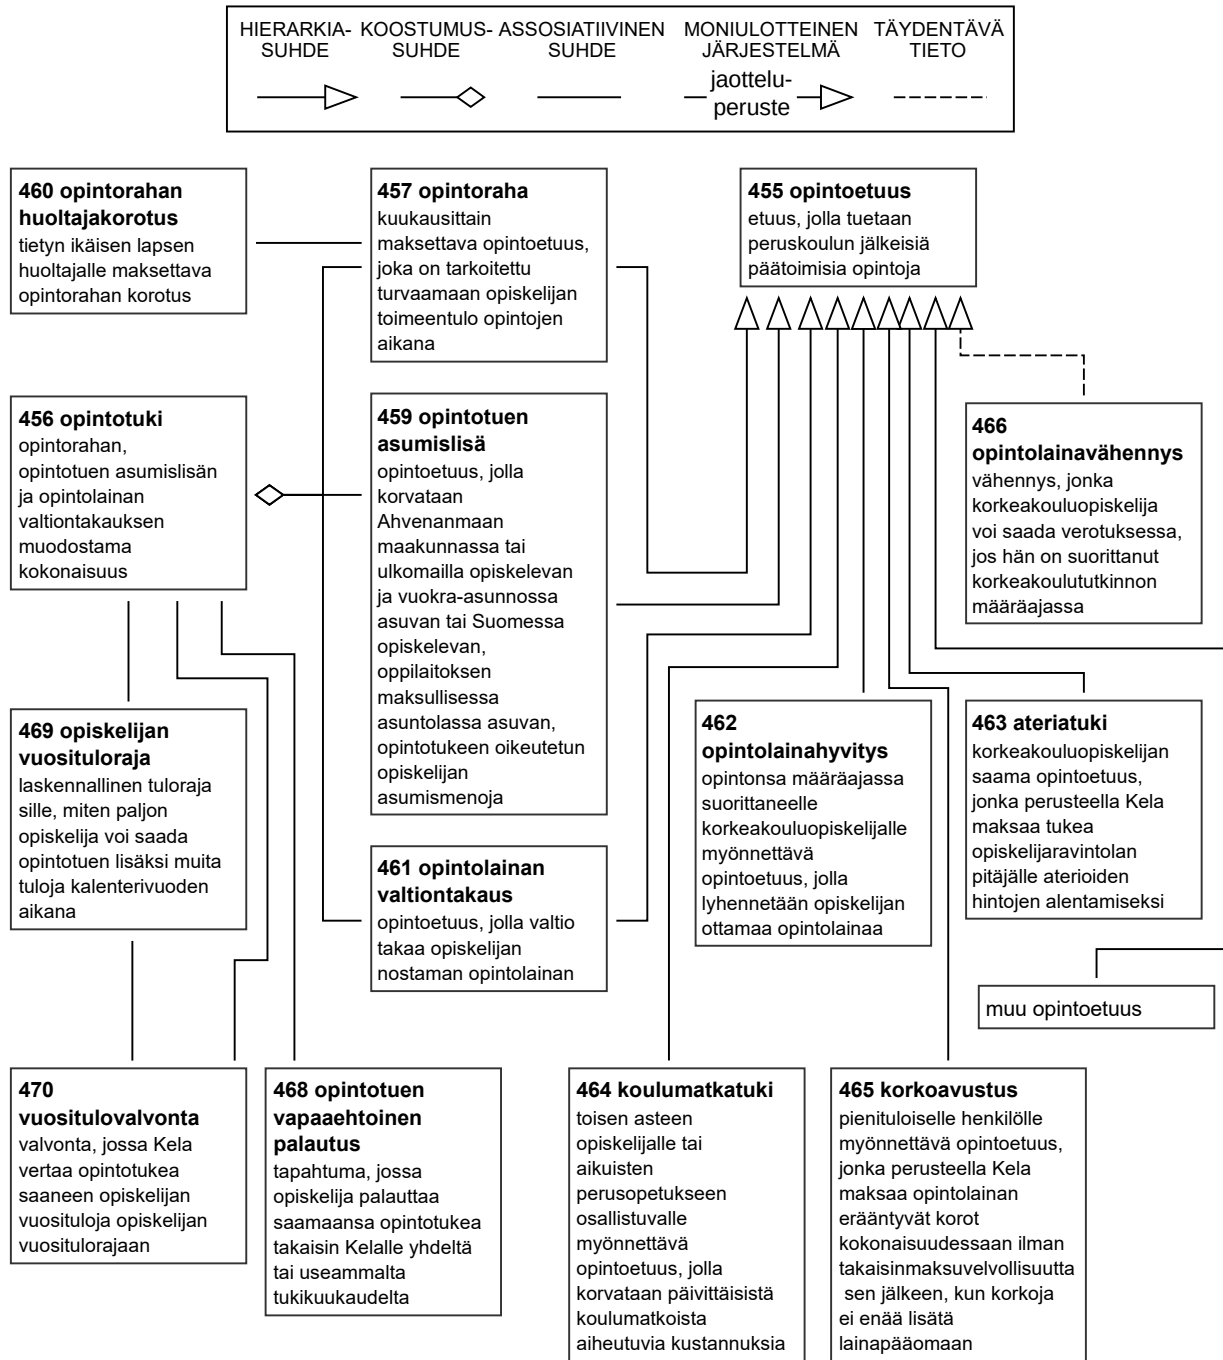 HIERARKIA-
SUHDE
KOOSTUMUS-
SUHDE
ASSOSIATIIVINEN
SUHDE
MONIULOTTEINEN
JÄRJESTELMÄ
jaottelu-
peruste
TÄYDENTÄVÄ
TIETO
460 opintorahan
huoltajakorotus
tietyn ikäisen lapsen
huoltajalle maksettava
opintorahan korotus
457 opintoraha
kuukausittain
maksettava opintoetuus,
joka on tarkoitettu
turvaamaan opiskelijan
toimeentulo opintojen
aikana
455 opintoetuus
etuus, jolla tuetaan
peruskoulun jälkeisiä
päätoimisia opintoja
456 opintotuki
opintorahan,
opintotuen asumislisän
ja opintolainan
valtiontakauksen
muodostama
kokonaisuus
459 opintotuen
asumislisä
opintoetuus, jolla
korvataan
Ahvenanmaan
maakunnassa tai
ulkomailla opiskelevan
ja vuokra-asunnossa
asuvan tai Suomessa
opiskelevan,
oppilaitoksen
maksullisessa
asuntolassa asuvan,
opintotukeen oikeutetun
opiskelijan
asumismenoja
466
opintolainavähennys
vähennys, jonka
korkeakouluopiskelija
voi saada verotuksessa,
jos hän on suorittanut
korkeakoulututkinnon
määräajassa
469 opiskelijan
vuosituloraja
laskennallinen tuloraja
sille, miten paljon
opiskelija voi saada
opintotuen lisäksi muita
tuloja kalenterivuoden
aikana
461 opintolainan
valtiontakaus
opintoetuus, jolla valtio
takaa opiskelijan
nostaman opintolainan
462
opintolainahyvitys
opintonsa määräajassa
suorittaneelle
korkeakouluopiskelijalle
myönnettävä
opintoetuus, jolla
lyhennetään opiskelijan
ottamaa opintolainaa
463 ateriatuki
korkeakouluopiskelijan
saama opintoetuus,
jonka perusteella Kela
maksaa tukea
opiskelijaravintolan
pitäjälle aterioiden
hintojen alentamiseksi
muu opintoetuus
470
vuositulovalvonta
valvonta, jossa Kela
vertaa opintotukea
saaneen opiskelijan
vuosituloja opiskelijan
vuositulorajaan
468 opintotuen
vapaaehtoinen
palautus
tapahtuma, jossa
opiskelija palauttaa
saamaansa opintotukea
takaisin Kelalle yhdeltä
tai useammalta
tukikuukaudelta
464 koulumatkatuki
toisen asteen
opiskelijalle tai
aikuisten
perusopetukseen
osallistuvalle
myönnettävä
opintoetuus, jolla
korvataan päivittäisistä
koulumatkoista
aiheutuvia kustannuksia
465 korkoavustus
pienituloiselle henkilölle
myönnettävä opintoetuus,
jonka perusteella Kela
maksaa opintolainan
erääntyvät korot
kokonaisuudessaan ilman
takaisinmaksuvelvollisuutta
sen jälkeen, kun korkoja
ei enää lisätä
lainapääomaan